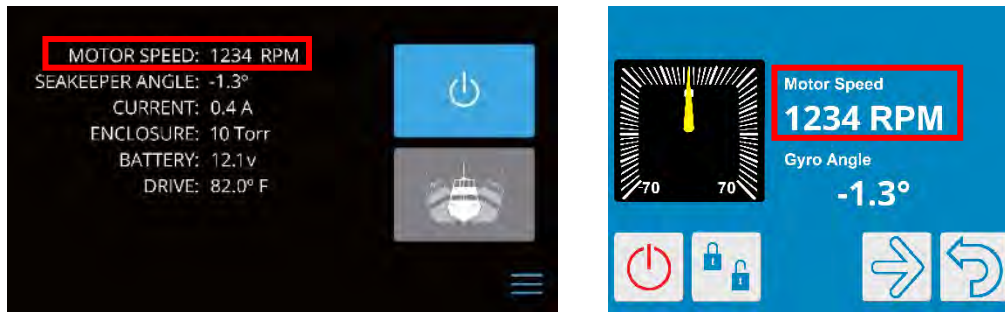 MOTOR SPEED: 1234 RPM
SEAKEEPER ANGLE: -1.3°
CURRENT: 0.4 A
ENCLOSURE: 10 Torr
BATTERY: 12.1v
DRIVE: 82.0° F
Motor Speed
1234 RPM
Gyro Angle
-1.3°
-70 70